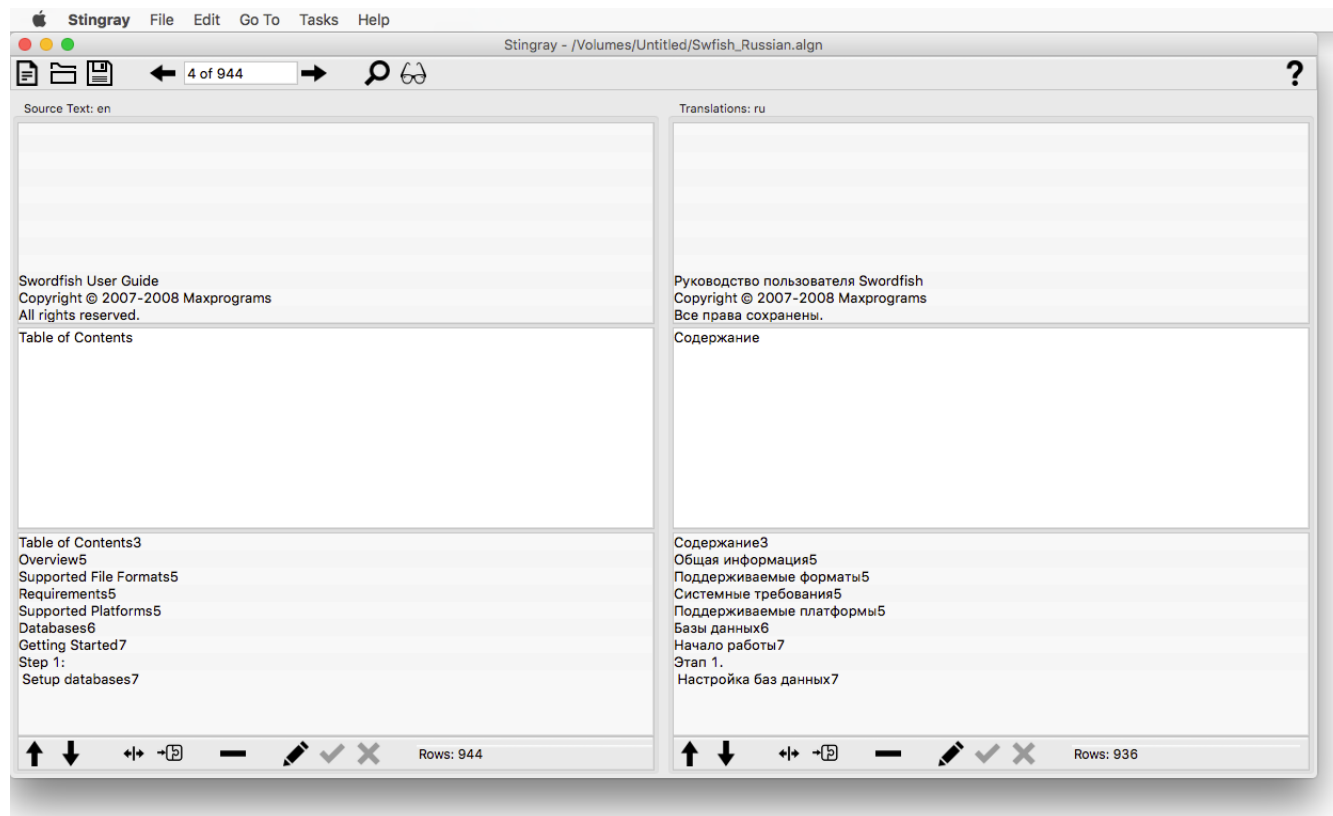 Stingray File Edit Go To Tasks Help
Stingray - /Volumes/Untitled/Swfish_Russian.algn
4 of 944
?
Source Text: en
Translations: ru
Swordfish User Guide
Copyright © 2007-2008 Maxprograms
All rights reserved.
Руководство пользователя Swordfish
Copyright © 2007-2008 Maxprograms
Все права сохранены.
Table of Contents
Содержание
Table of Contents3
Overview5
Supported File Formats5
Requirements5
Supported Platforms5
Databases6
Getting Started7
Step 1:
Setup databases7
Содержание3
Общая информация5
Поддерживаемые форматы5
Системные требования5
Поддерживаемые платформы5
Базы данных6
Начало работы7
Этап 1.
Настройка баз данных7
Rows: 944
Rows: 936